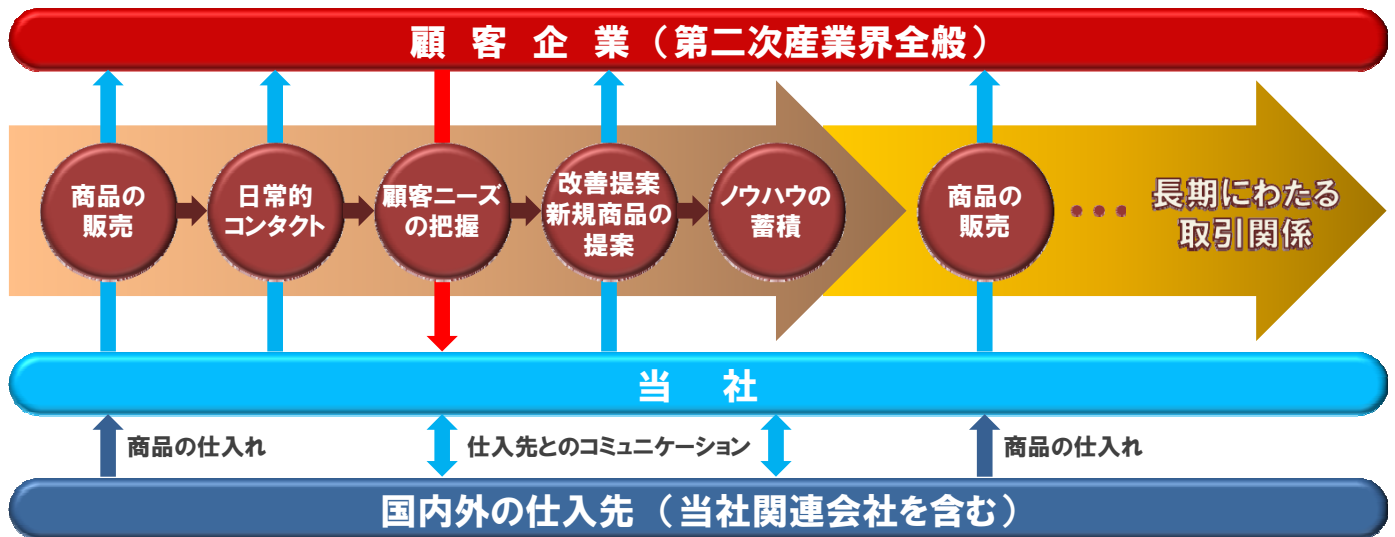 顧客企業（第二次産業界全般）
商品の
販売
日常的
コンタクト
顧客ニーズ
の把握
改善提案
新規商品の
提案
ノウハウの
蓄積
商品の
販売
長期にわたる
取引関係
当社
商品の仕入れ
仕入先とのコミュニケーション
商品の仕入れ
国内外の仕入先（当社関連会社を含む）